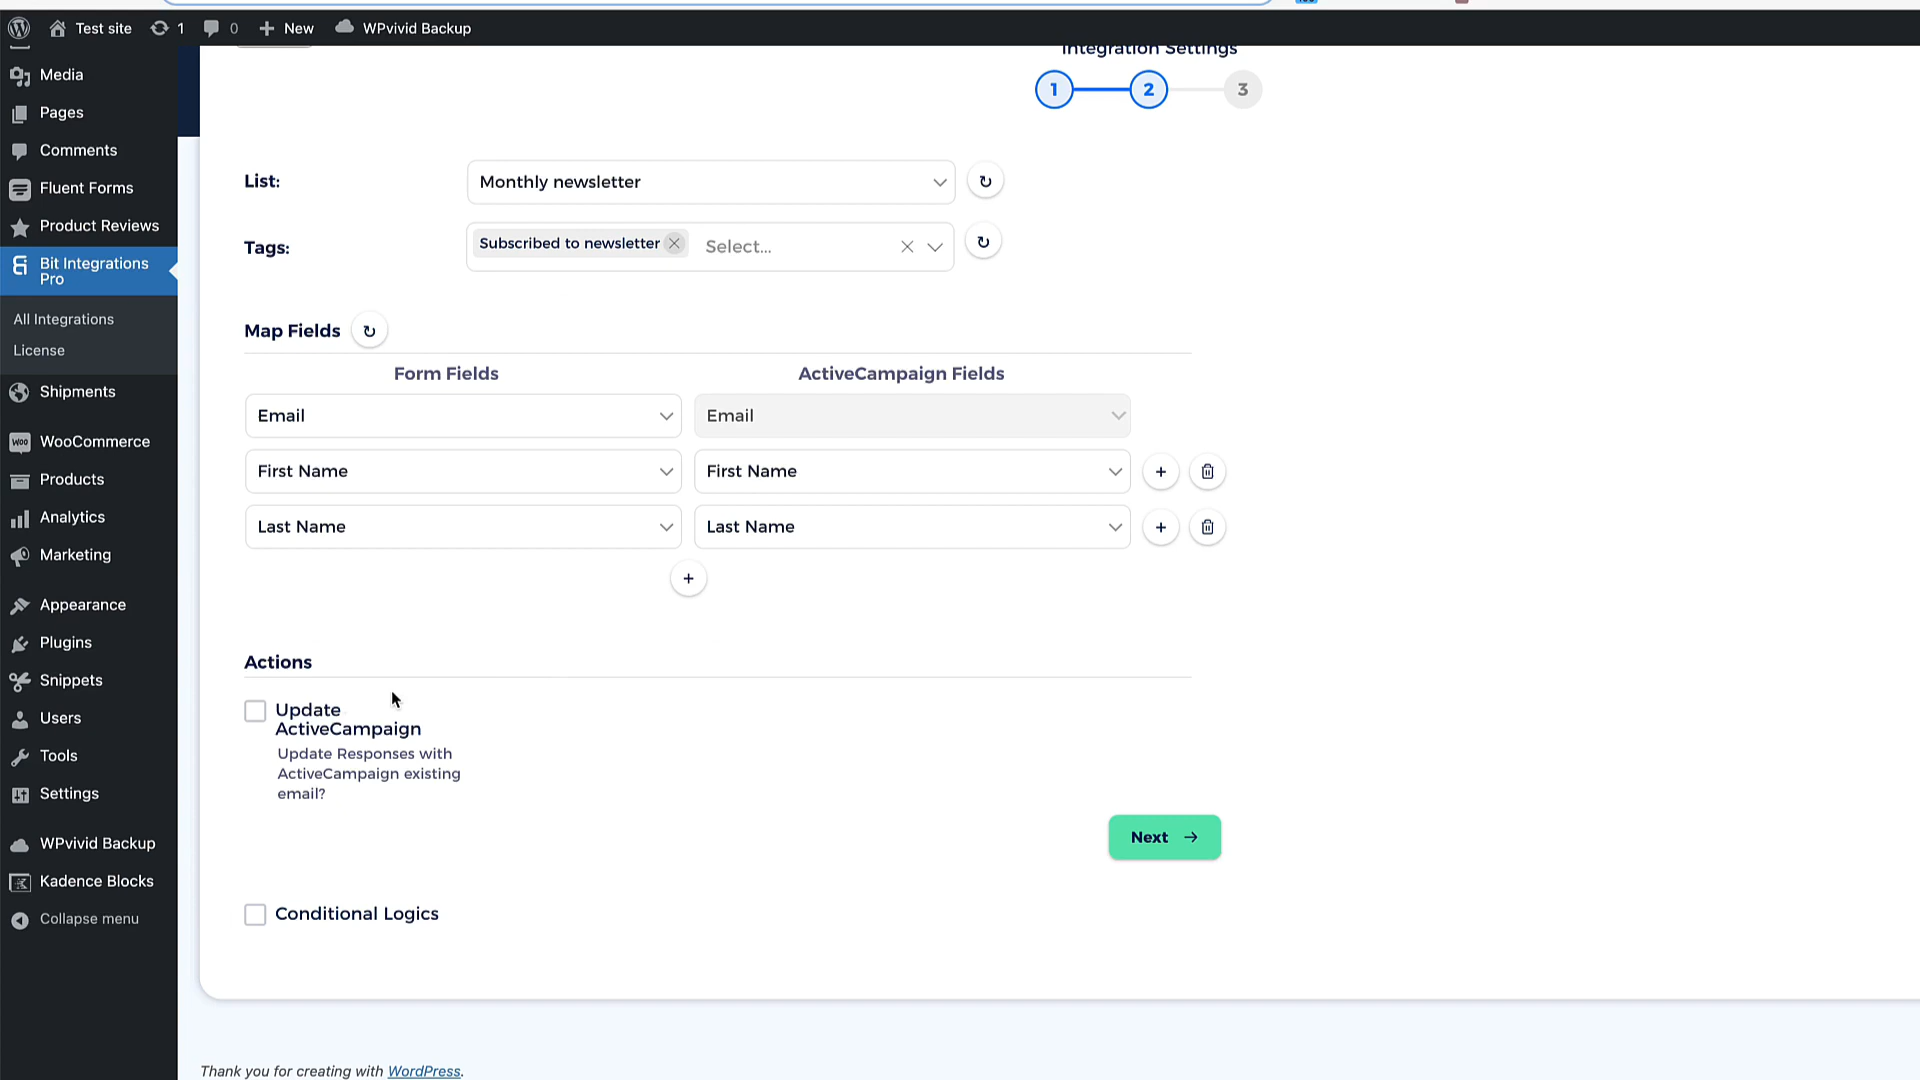 Test site
1
0
New
WPvivid Backup
Media
Pages
Comments
Fluent Forms
Product Reviews
Bit Integrations
Pro
All Integrations
License
Shipments
WooCommerce
Products
Analytics
Marketing
Appearance
Plugins
Snippets
Users
Tools
Settings
WPvivid Backup
Kadence Blocks
Collapse menu
Integration Settings
1
2
3
List:
Monthly newsletter
Tags:
Subscribed to newsletter
Select...
Map Fields
Form Fields
ActiveCampaign Fields
Email
Email
First Name
First Name
Last Name
Last Name
Actions
Update
ActiveCampaign
Update Responses with
ActiveCampaign existing
email?
Next
Conditional Logics
Thank you for creating with WordPress.